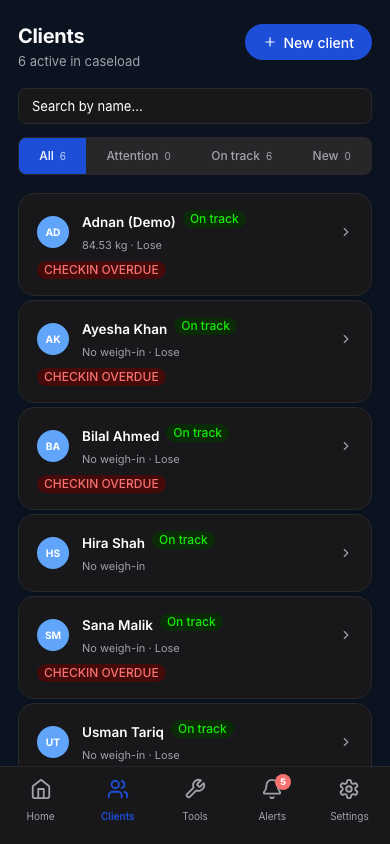 Clients
6 active in caseload
+ New client
Search by name...
All 6 Attention 0 On track 6 New 0
AD Adnan (Demo) On track
84.53 kg · Lose
CHECKIN OVERDUE
AK Ayesha Khan On track
No weigh-in · Lose
CHECKIN OVERDUE
BA Bilal Ahmed On track
No weigh-in · Lose
CHECKIN OVERDUE
HS Hira Shah On track
No weigh-in
SM Sana Malik On track
No weigh-in · Lose
CHECKIN OVERDUE
UT Usman Tariq On track
No weigh-in · Lose
5
Home Clients Tools Alerts Settings